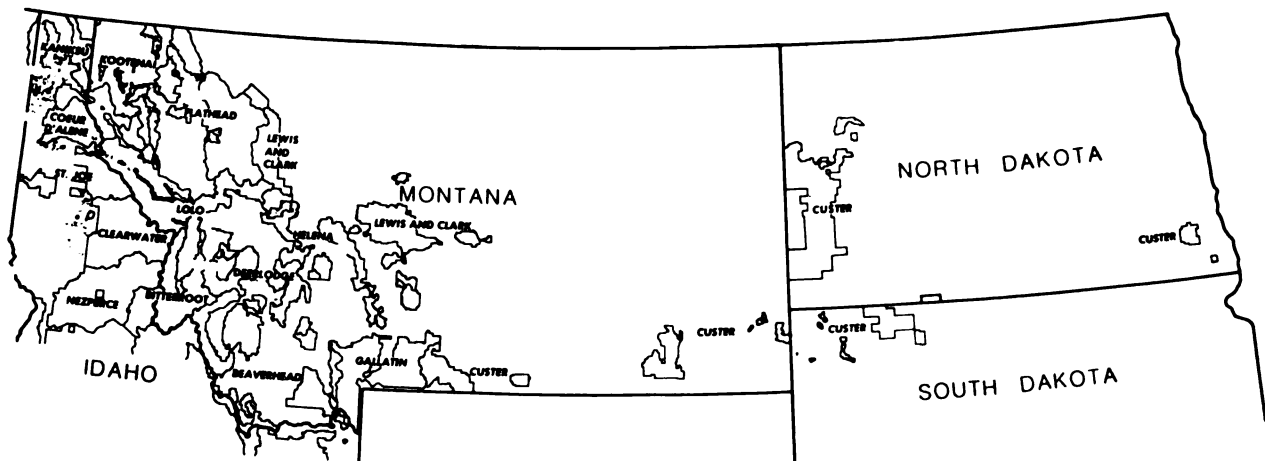 KANIKSU
KOOTENAI
FLATHEAD
COEUR
D'ALENE
LEWIS
AND
CLARK
ST. JOE
MONTANA
LOLO
LEWIS AND CLARK
CLEARWATER
HELENA
DEERLODGE
NEZPERCE
BITTERROOT
IDAHO
BEAVERHEAD
GALLATIN
CUSTER
CUSTER
NORTH DAKOTA
CUSTER
CUSTER
CUSTER
SOUTH DAKOTA